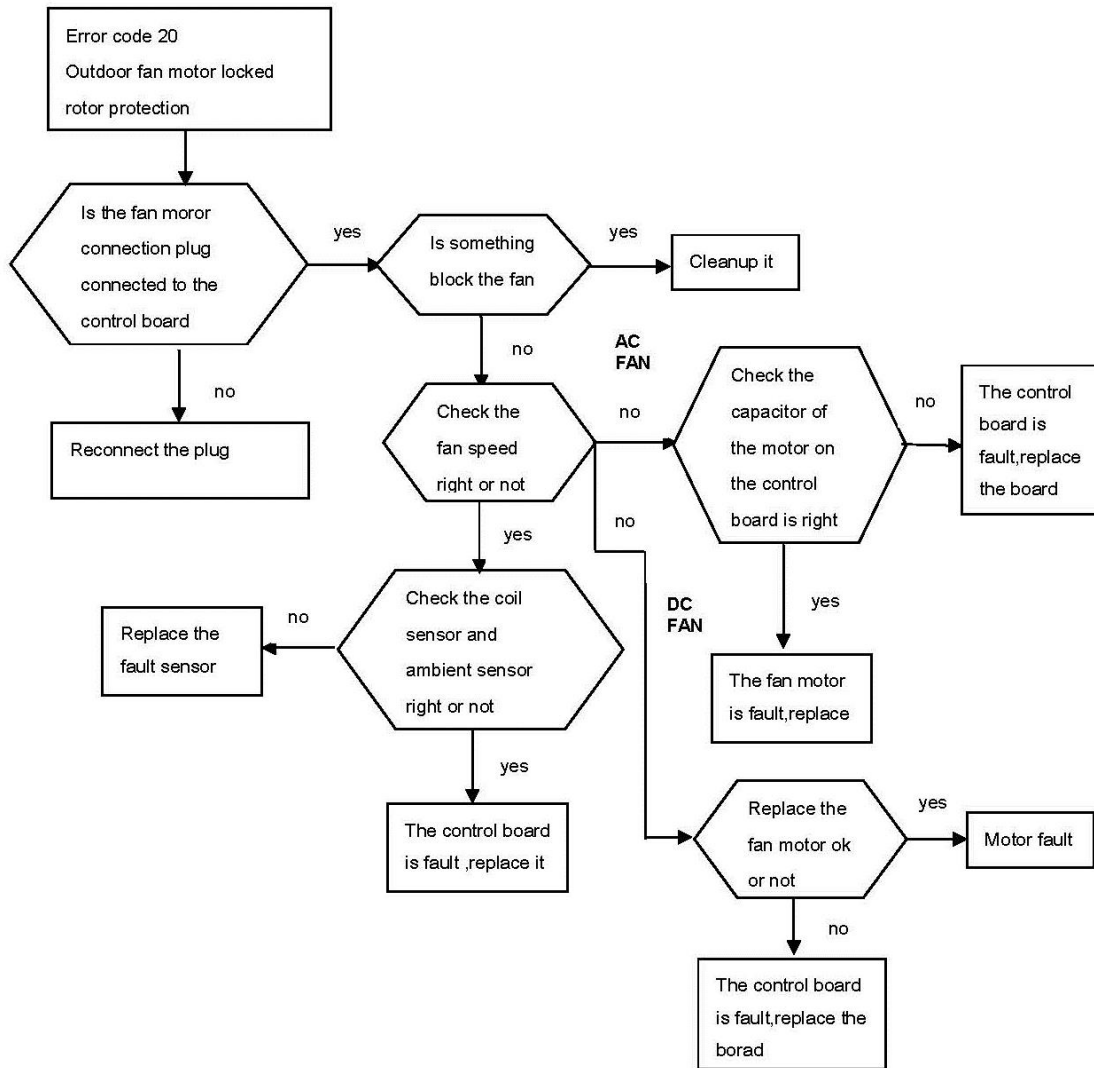 Error code 20
Outdoor fan motor locked
rotor protection
Is the fan moror
connection plug
connected to the
control board
yes
Is something
block the fan
yes
Cleanup it
no
Reconnect the plug
no
Check the
fan speed
right or not
AC
FAN
no
Check the
capacitor of
the motor on
the control
board is right
no
The control
board is
fault,replace
the board
yes
no
DC
FAN
yes
The fan motor
is fault,replace
Check the coil
sensor and
ambient sensor
right or not
no
Replace the
fault sensor
yes
The control board
is fault ,replace it
Replace the
fan motor ok
or not
yes
Motor fault
no
The control board
is fault,replace the
borad